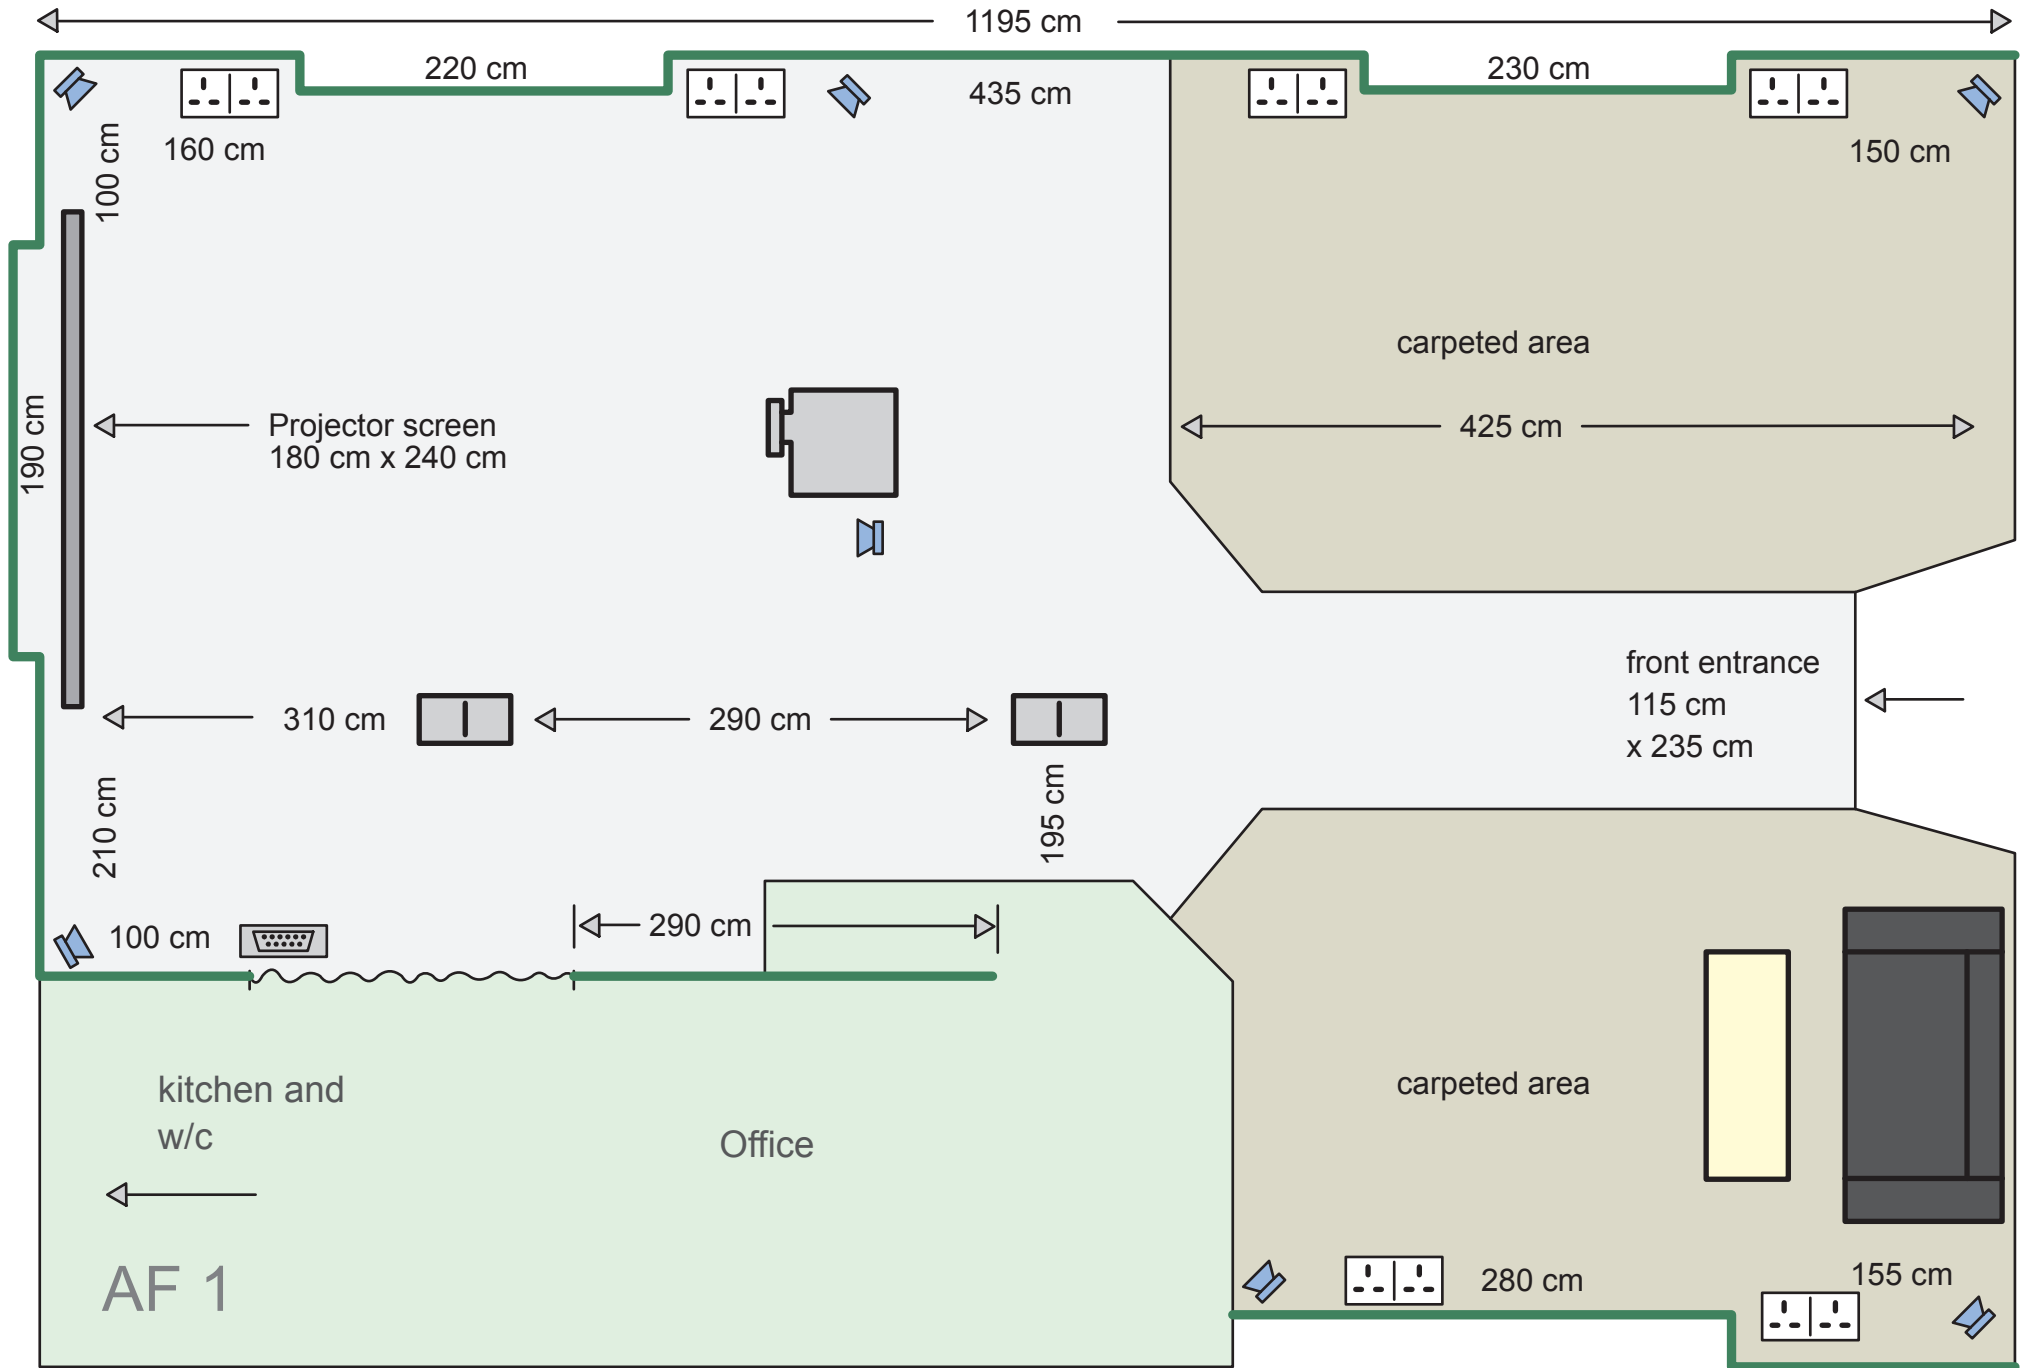 1195 cm
220 cm
230 cm
435 cm
160 cm
150 cm
100 cm
carpeted area
190 cm
Projector screen
180 cm x 240 cm
425 cm
front entrance
115 cm
x 235 cm
310 cm
290 cm
195 cm
210 cm
100 cm
290 cm
kitchen and
w/c
Office
carpeted area
AF 1
280 cm
155 cm